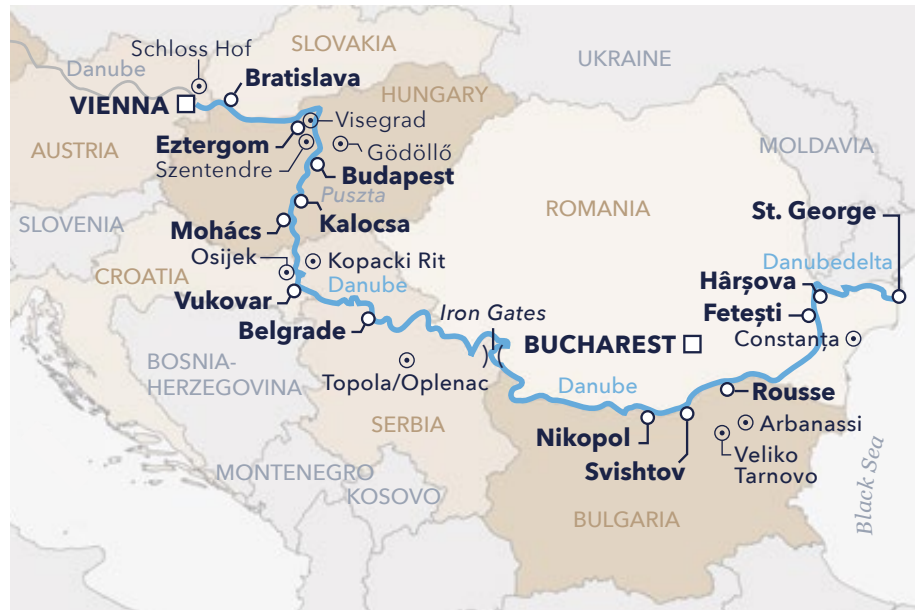 SLOVAKIA
Schloss Hof
UKRAINE
Danube
Bratislava
HUNGARY
VIENNA
Visegrad
Eztergom
Gödöllő
Szentendre
AUSTRIA
MOLDAVIA
Budapest
Puszta
ROMANIA
St. George
SLOVENIA
Kalocsa
Mohács
Osijek
Kopacki Rit
Danubedelta
CROATIA
Danube
Hârșova
Vukovar
Iron Gates
Fetești
Belgrade
BUCHAREST
Constanța
BOSNIA-
HERZEGOVINA
Topola/Oplenac
Danube
Rousse
SERBIA
Arbanassi
Nikopol
Veliko
Tarnovo
Svishtov
MONTENEGRO
KOSOVO
Black Sea
BULGARIA